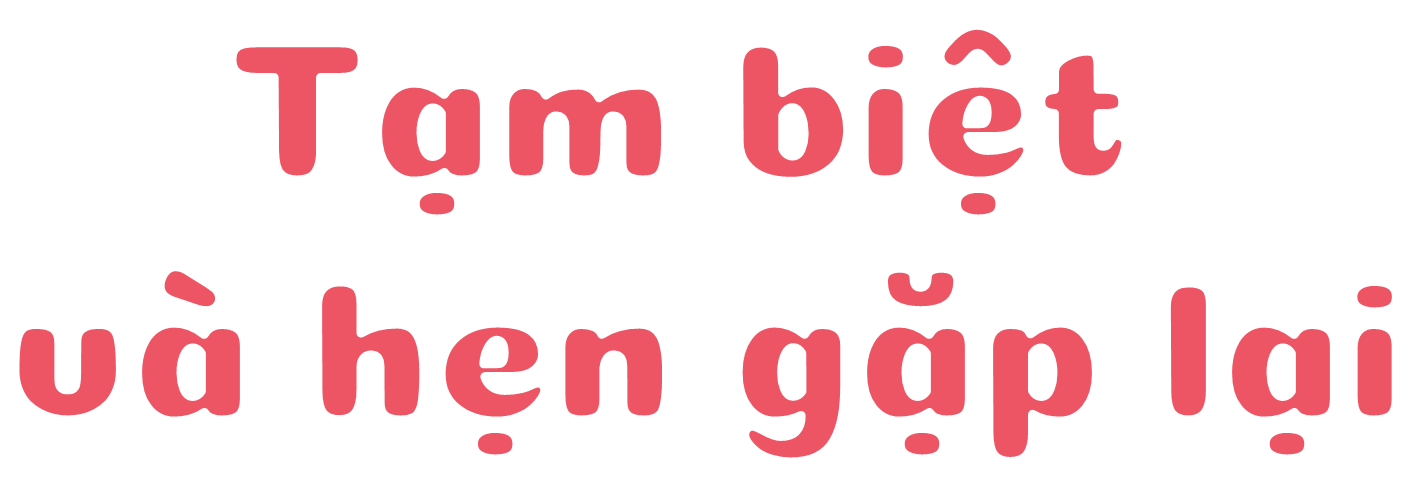 Tạm biệt
và hẹn gặp lại